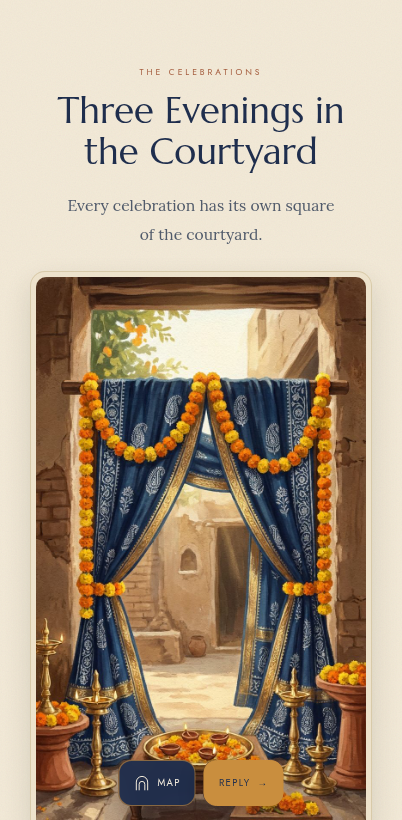 THE CELEBRATIONS
Three Evenings in
the Courtyard
Every celebration has its own square
of the courtyard.
MAP
REPLY →